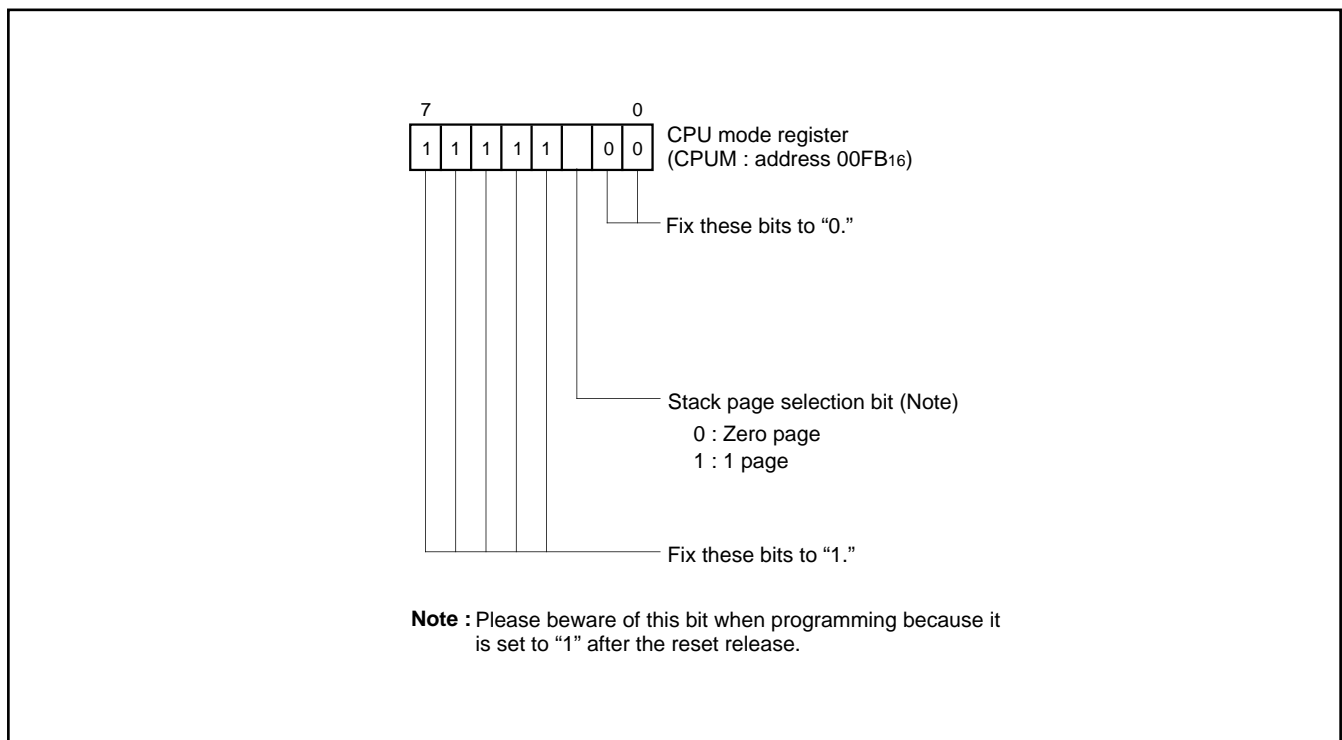 7 0
1 1 1 1 1 0 0
CPU mode register
(CPUM : address 00FB16)
Fix these bits to “0.”
Stack page selection bit (Note)
0 : Zero page
1 : 1 page
Fix these bits to “1.”
Note : Please beware of this bit when programming because it
is set to “1” after the reset release.